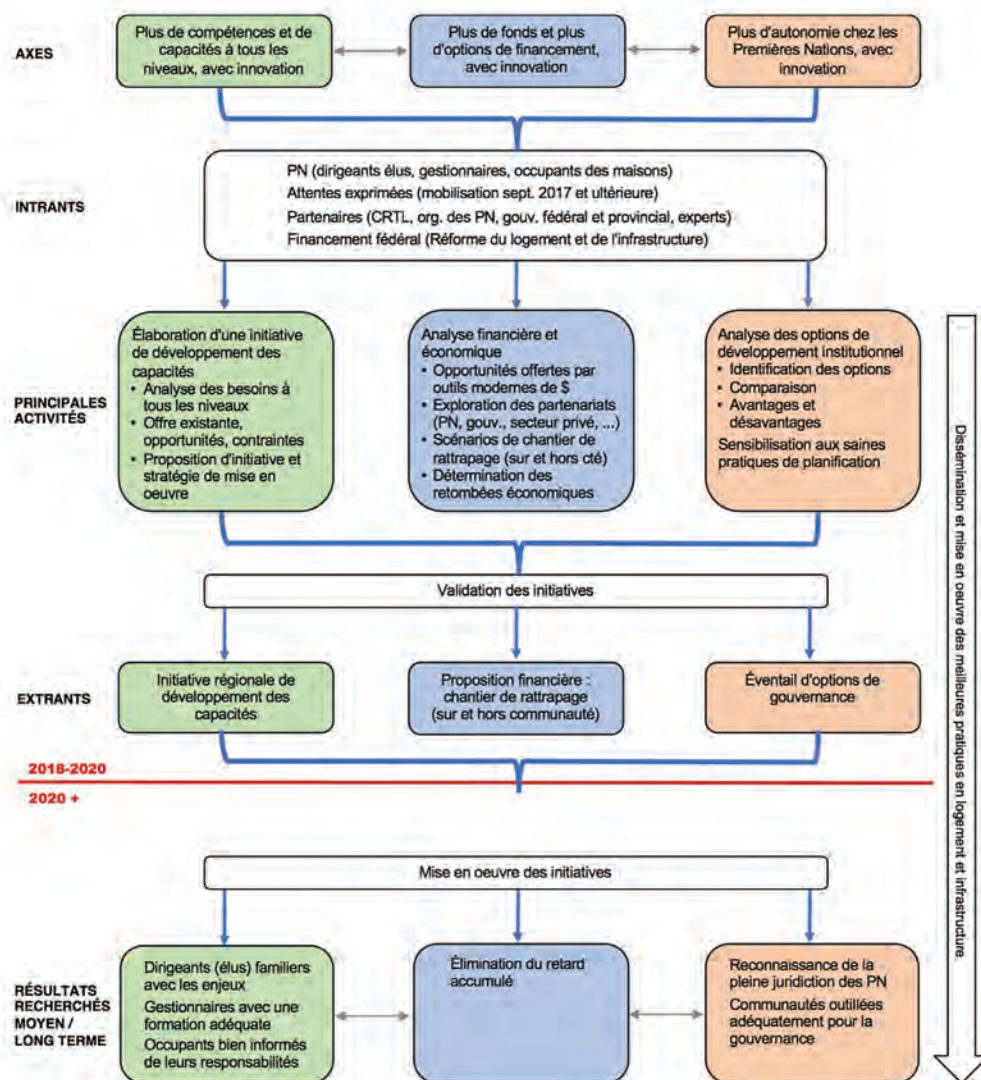 AXES
Plus de compétences et de
capacités à tous les
niveaux, avec innovation
Plus de fonds et plus
d'options de financement,
avec innovation
Plus d'autonomie chez les
Premières Nations, avec
innovation
INTRANTS
PN (dirigeants élus, gestionnaires, occupants des maisons)
Attentes exprimées (mobilisation sept. 2017 et ultérieure)
Partenaires (CRTL, org. des PN, gouv. fédéral et provincial, experts)
Financement fédéral (Réforme du logement et de l'infrastructure)
PRINCIPALES
ACTIVITÉS
Élaboration d'une initiative
de développement des
capacités
• Analyse des besoins à
tous les niveaux
• Offre existante,
opportunités, contraintes
• Proposition d'initiative et
stratégie de mise en
oeuvre
Analyse financière et
économique
• Opportunités offertes par
outils modernes de $
• Exploration des partenariats
(PN, gouv., secteur privé, ...)
• Scénarios de chantier de
rattrapage (sur et hors cté)
• Détermination des
retombées économiques
Analyse des options de
développement institutionnel
• Identification des options
• Comparaison
• Avantages et
désavantages
Sensibilisation aux saines
pratiques de planification
Validation des initiatives
EXTRANTS
Initiative régionale de
développement des
capacités
Proposition financière :
chantier de rattrapage
(sur et hors communauté)
Éventail d'options de
gouvernance
2018-2020
2020 +
Mise en oeuvre des initiatives
RÉSULTATS
RECHERCHÉS
MOYEN /
LONG TERME
Dirigeants (élus) familiers
avec les enjeux
Gestionnaires avec une
formation adéquate
Occupants bien informés
de leurs responsabilités
Élimination du retard
accumulé
Reconnaissance de la
pleine juridiction des PN
Communautés outillées
adéquatement pour la
gouvernance
Dissémination et mise en oeuvre des meilleures pratiques en logement et infrastructure.